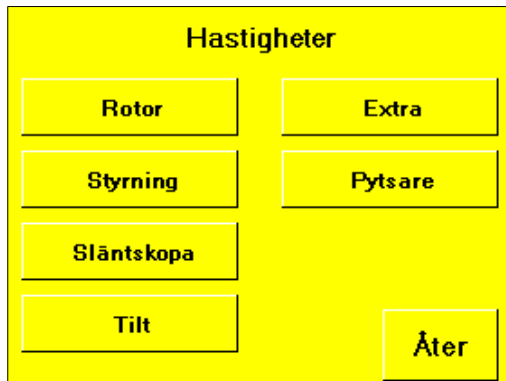 Hastigheter
Rotor
Extra
Styrning
Pytsare
Släntskopa
Tilt
Åter